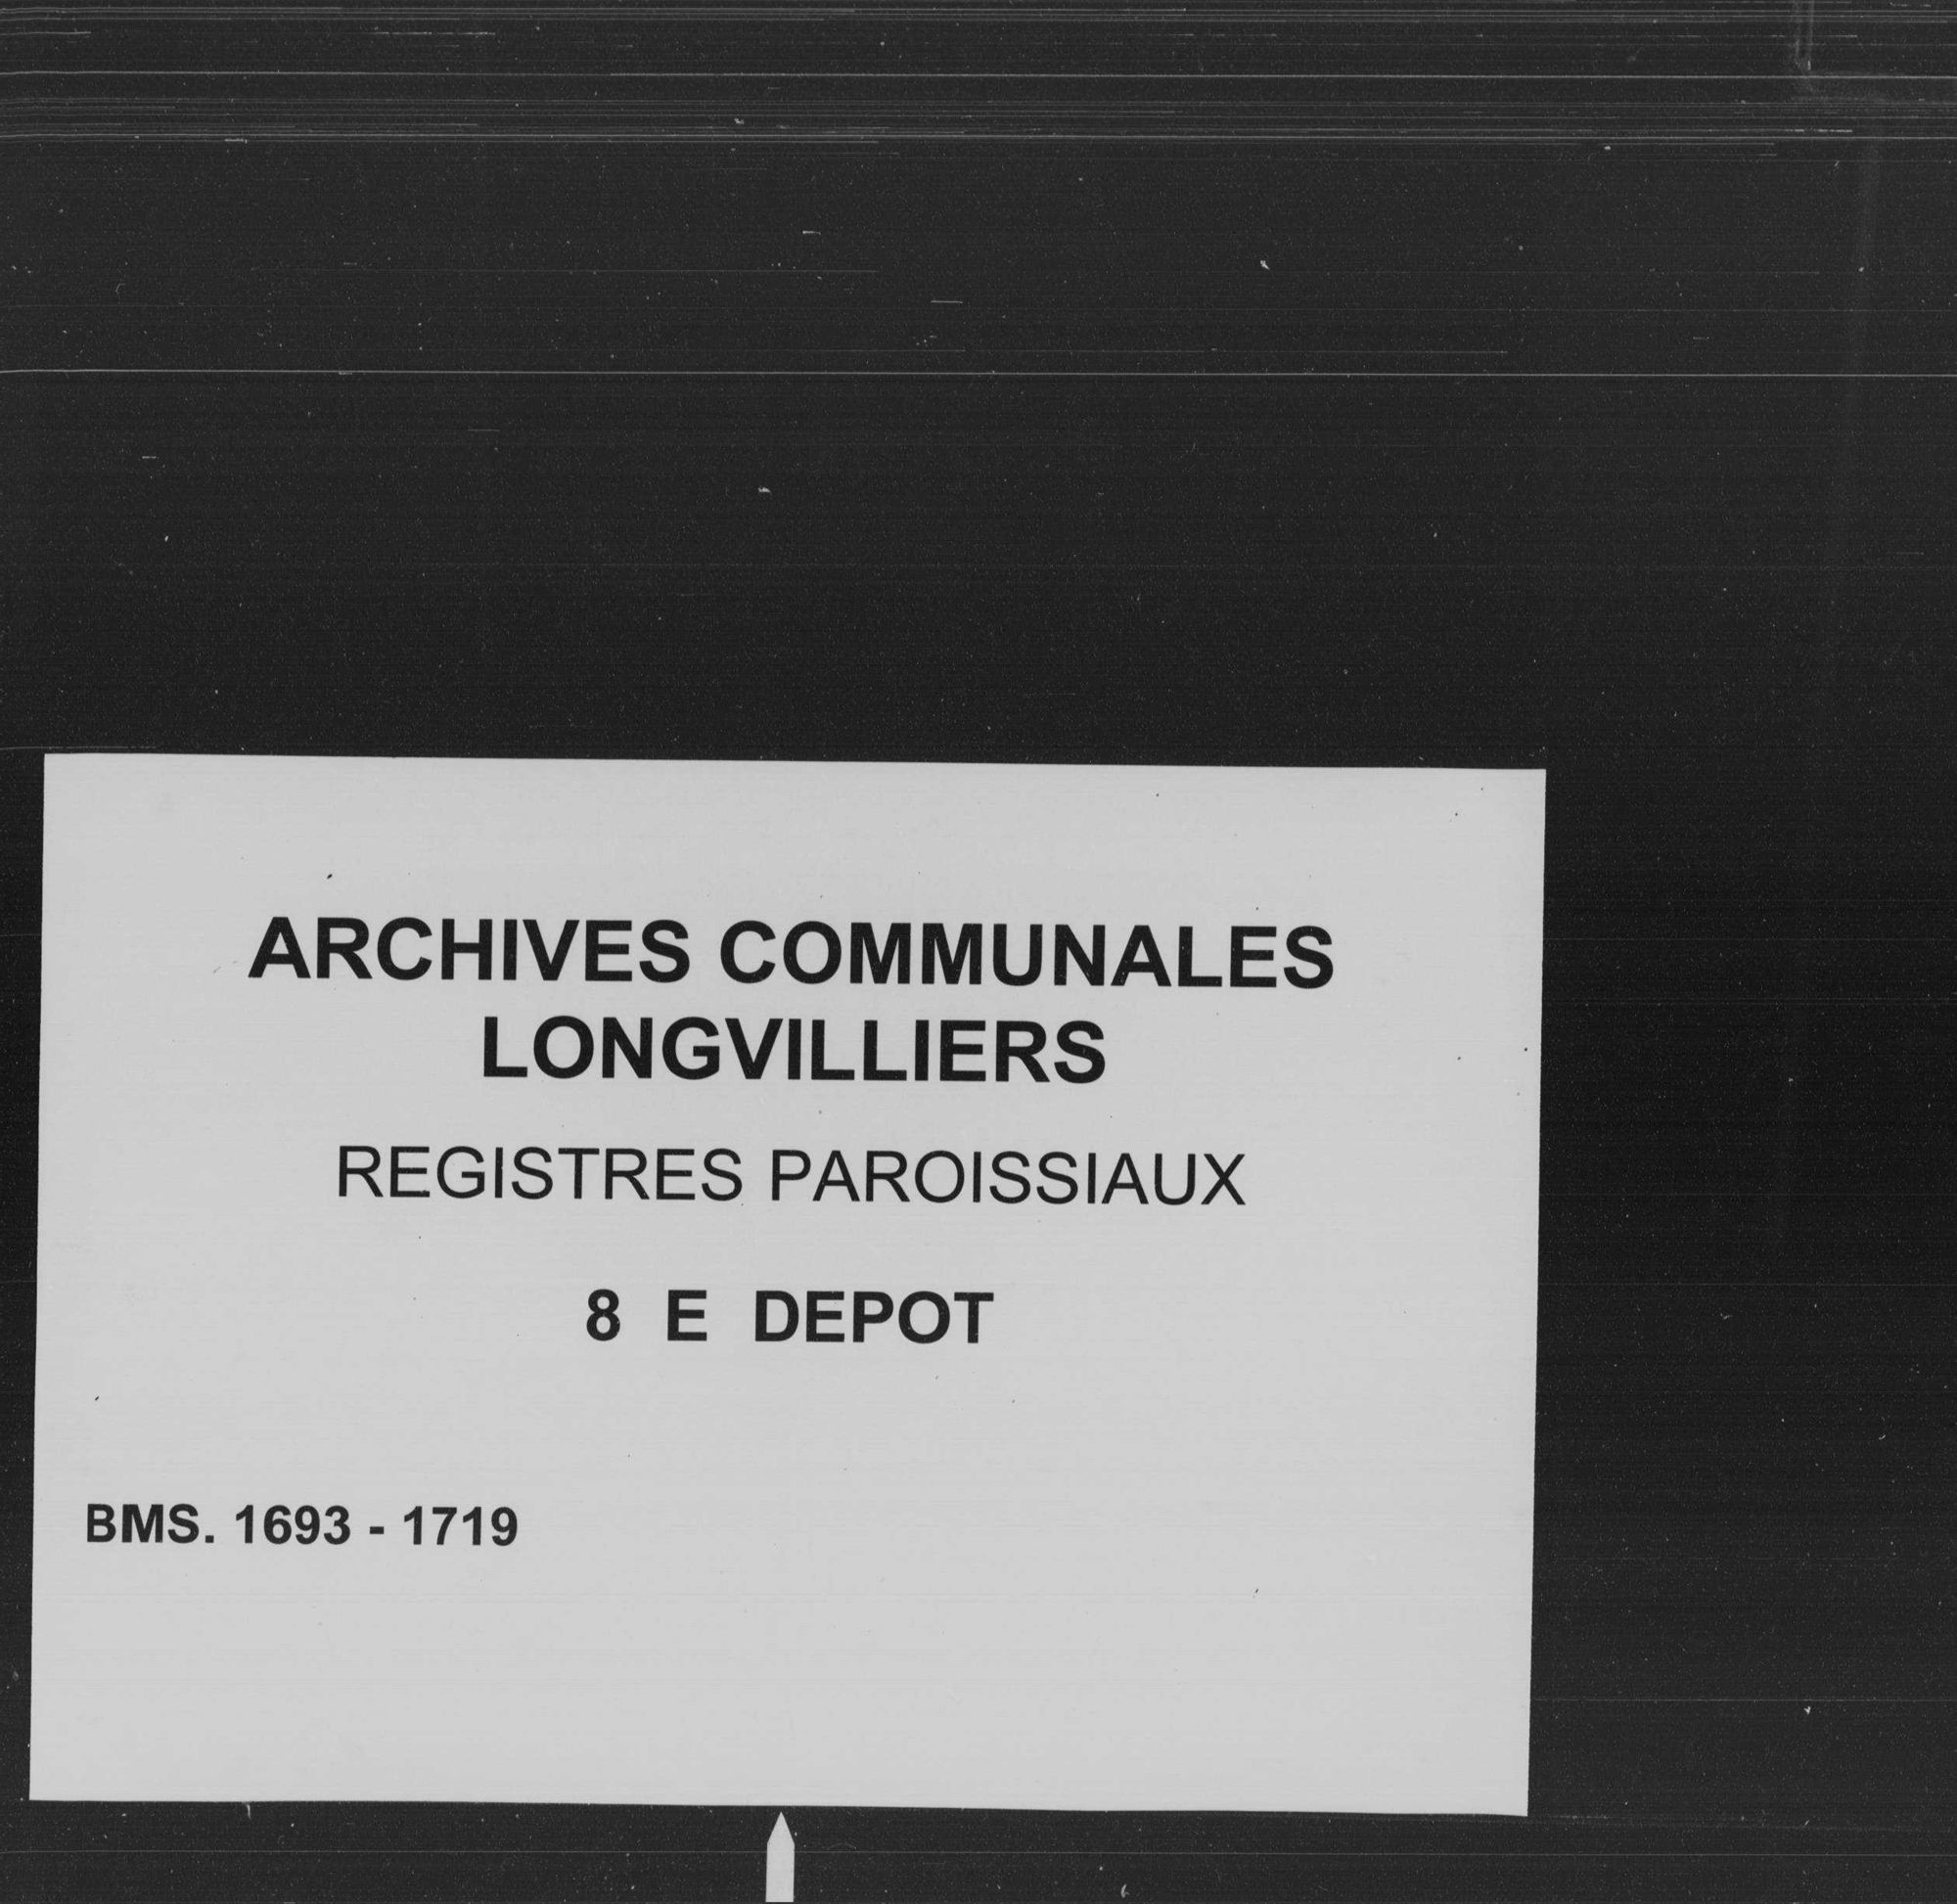 ARCHIVES COMMUNALES
LONGVILLIERS
REGISTRES PAROISSIAUX
8 E DEPOT
BMS. 1693 - 1719